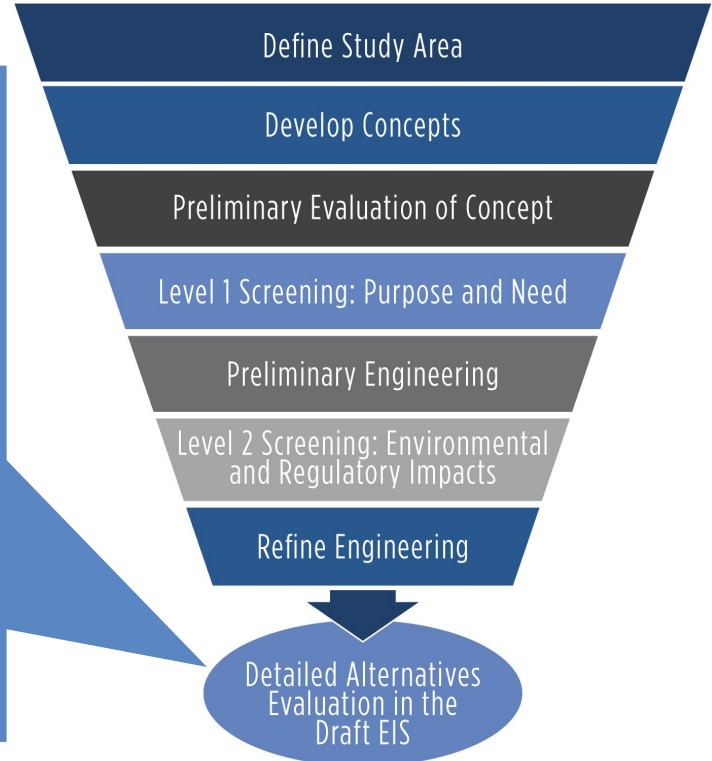 Define Study Area
Develop Concepts
Preliminary Evaluation of Concept
Level 1 Screening: Purpose and Need
Preliminary Engineering
Level 2 Screening: Environmental
and Regulatory Impacts
Refine Engineering
Detailed Alternatives
Evaluation in the
Draft EIS